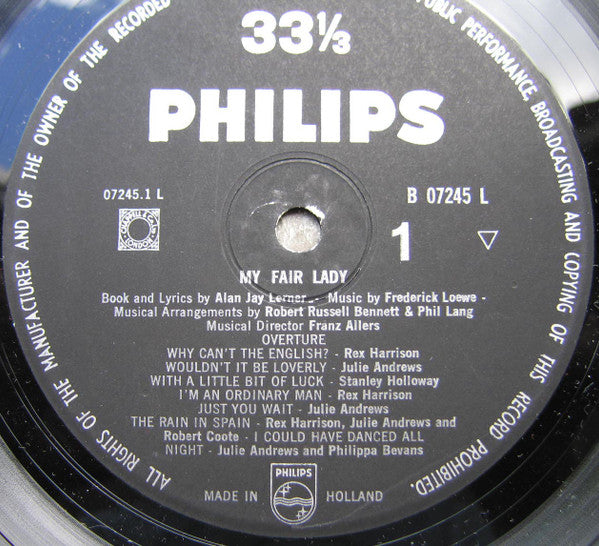 ALL RIGHTS OF THE MANUFACTURER AND OF THE OWNER OF THE RECORDED
PUBLIC PERFORMANCE, BROADCASTING AND COPYING OF THIS RECORD PROHIBITED.
33⅓
PHILIPS
07245.1 L
B 07245 L
CHAPPELL & Co Ltd LONDON
1
MY FAIR LADY
Book and Lyrics by Alan Jay Lerner - Music by Frederick Loewe -
Musical Arrangements by Robert Russell Bennett & Phil Lang
Musical Director Franz Allers
OVERTURE
WHY CAN'T THE ENGLISH? - Rex Harrison
WOULDN'T IT BE LOVERLY - Julie Andrews
WITH A LITTLE BIT OF LUCK - Stanley Holloway
I'M AN ORDINARY MAN - Rex Harrison
JUST YOU WAIT - Julie Andrews
THE RAIN IN SPAIN - Rex Harrison, Julie Andrews and
Robert Coote - I COULD HAVE DANCED ALL
NIGHT - Julie Andrews and Philippa Bevans
PHILIPS
MADE IN HOLLAND